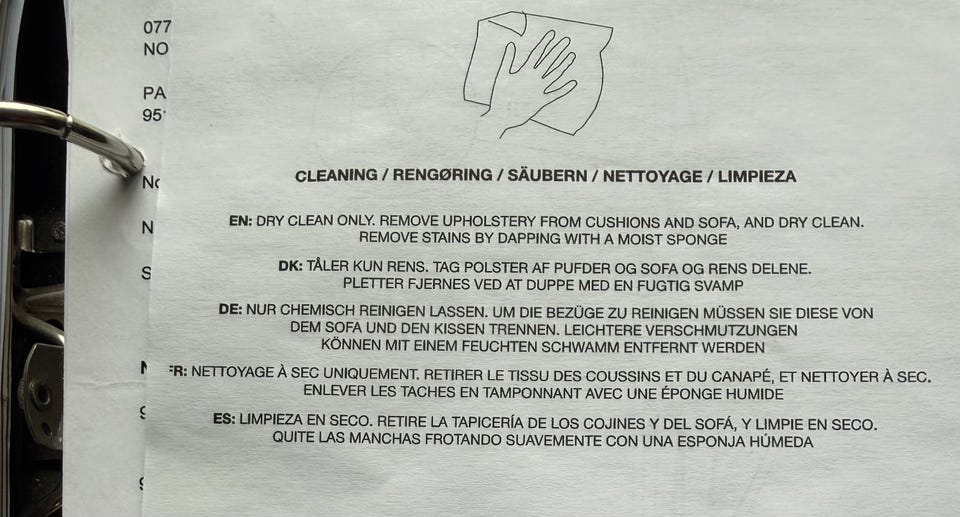 077
NO
PA
CLEANING / RENGØRING / SÄUBERN / NETTOYAGE / LIMPIEZA
EN: DRY CLEAN ONLY. REMOVE UPHOLSTERY FROM CUSHIONS AND SOFA, AND DRY CLEAN.
REMOVE STAINS BY DAPPING WITH A MOIST SPONGE
DK: TÅLER KUN RENS. TAG POLSTER AF PUFDER OG SOFA OG RENS DELENE.
PLETTER FJERNES VED AT DUPPE MED EN FUGTIG SVAMP
DE: NUR CHEMISCH REINIGEN LASSEN. UM DIE BEZÜGE ZU REINIGEN MÜSSEN SIE DIESE VON
DEM SOFA UND DEN KISSEN TRENNEN. LEICHTERE VERSCHMUTZUNGEN
KÖNNEN MIT EINEM FEUCHTEN SCHWAMM ENTFERNT WERDEN
FR: NETTOYAGE À SEC UNIQUEMENT. RETIRER LE TISSU DES COUSSINS ET DU CANAPÉ, ET NETTOYER À SEC.
ENLEVER LES TACHES EN TAMPONNANT AVEC UNE ÉPONGE HUMIDE
ES: LIMPIEZA EN SECO. RETIRE LA TAPICERÍA DE LOS COJINES Y DEL SOFÁ, Y LIMPIE EN SECO.
QUITE LAS MANCHAS FROTANDO SUAVEMENTE CON UNA ESPONJA HÚMEDA